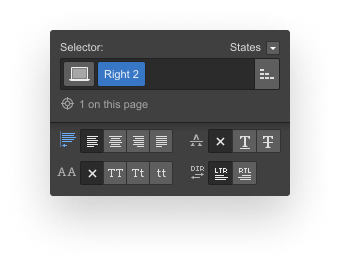 Selector: States
Right 2
1 on this page
× T T
AA × TT Tt tt DIR LTR RTL